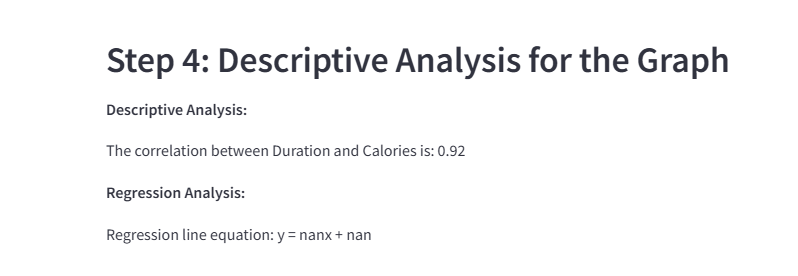 Step 4: Descriptive Analysis for the Graph
Descriptive Analysis:
The correlation between Duration and Calories is: 0.92
Regression Analysis:
Regression line equation: y = nanx + nan